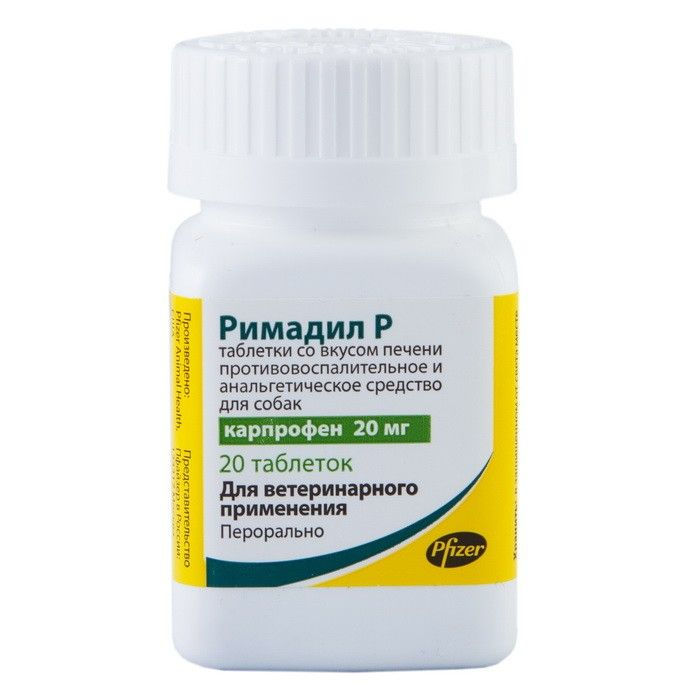 Римадил Р
таблетки со вкусом печени
противовоспалительное и
анальгетическое средство
для собак
карпрофен 20 мг
20 таблеток
Для ветеринарного
применения
Перорально
Pfizer
Произведено:
Pfizer Animal Health,
США
Представительство
Пфайзер в России: